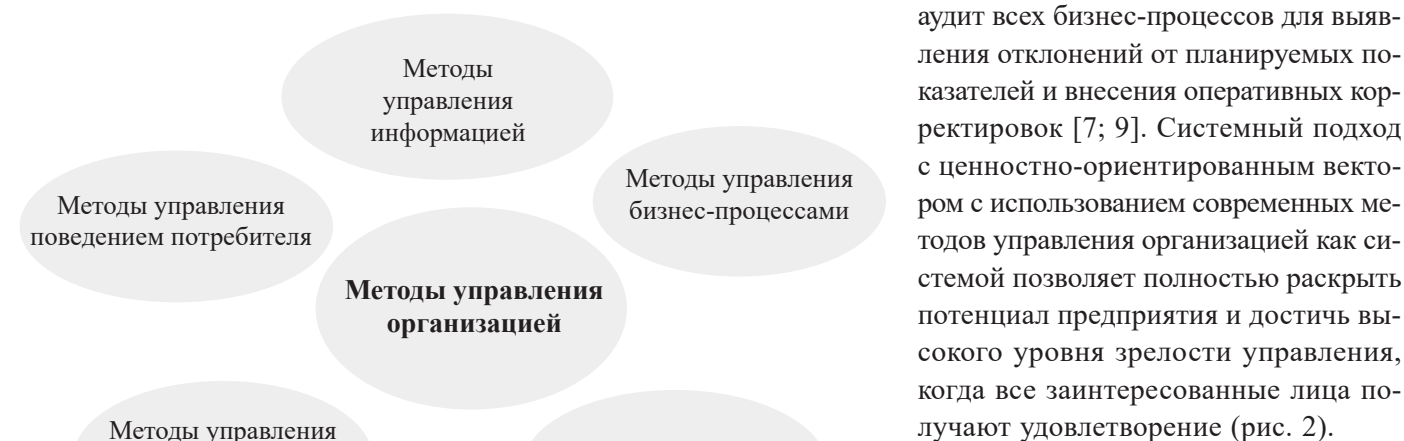 Методы
управления
информацией
Методы управления
бизнес-процессами
Методы управления
поведением потребителя
Методы управления
организацией
Методы управления
аудит всех бизнес-процессов для выяв-
ления отклонений от планируемых по-
казателей и внесения оперативных кор-
ректировок [7; 9]. Системный подход
с ценностно-ориентированным векто-
ром с использованием современных ме-
тодов управления организацией как си-
стемой позволяет полностью раскрыть
потенциал предприятия и достичь вы-
сокого уровня зрелости управления,
когда все заинтересованные лица по-
лучают удовлетворение (рис. 2).